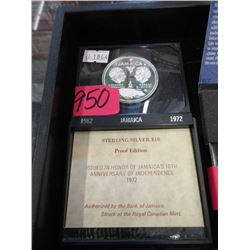 JAMAICA
950
1962 JAMAICA 1972
STERLING SILVER $10
Proof Edition
ISSUED IN HONOR OF JAMAICA'S 10TH
ANNIVERSARY OF INDEPENDENCE
1972
Authorized by the Bank of Jamaica.
Struck at the Royal Canadian Mint.